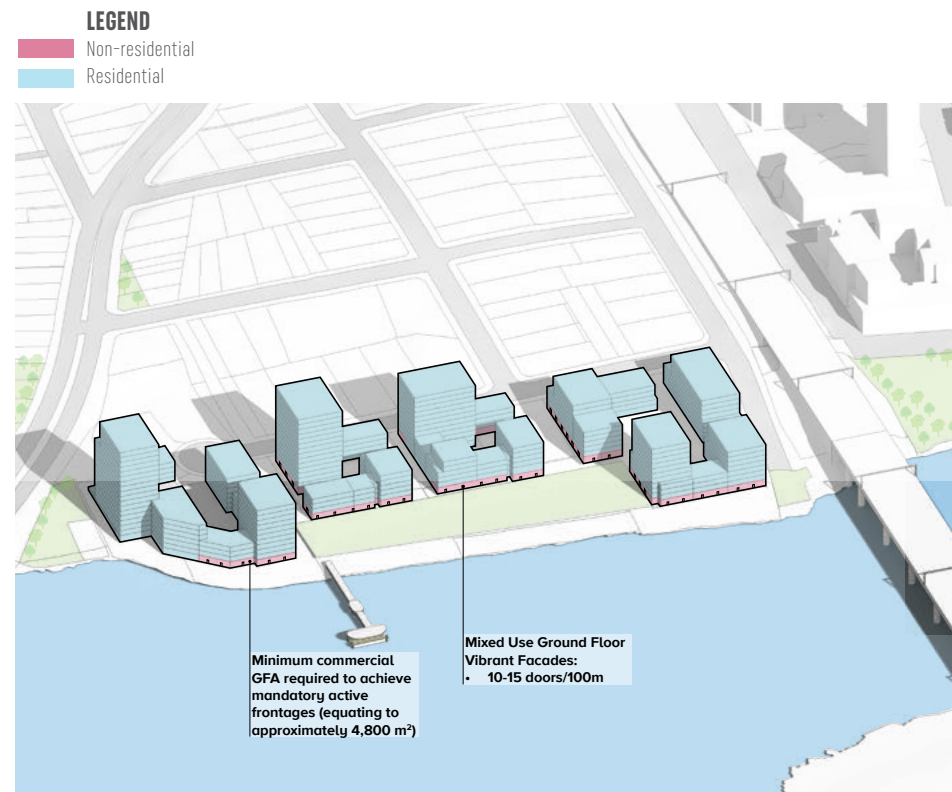 LEGEND
Non-residential
Residential
Minimum commercial
GFA required to achieve
mandatory active
frontages (equating to
approximately 4,800 m²)
Mixed Use Ground Floor
Vibrant Facades:
• 10-15 doors/100m